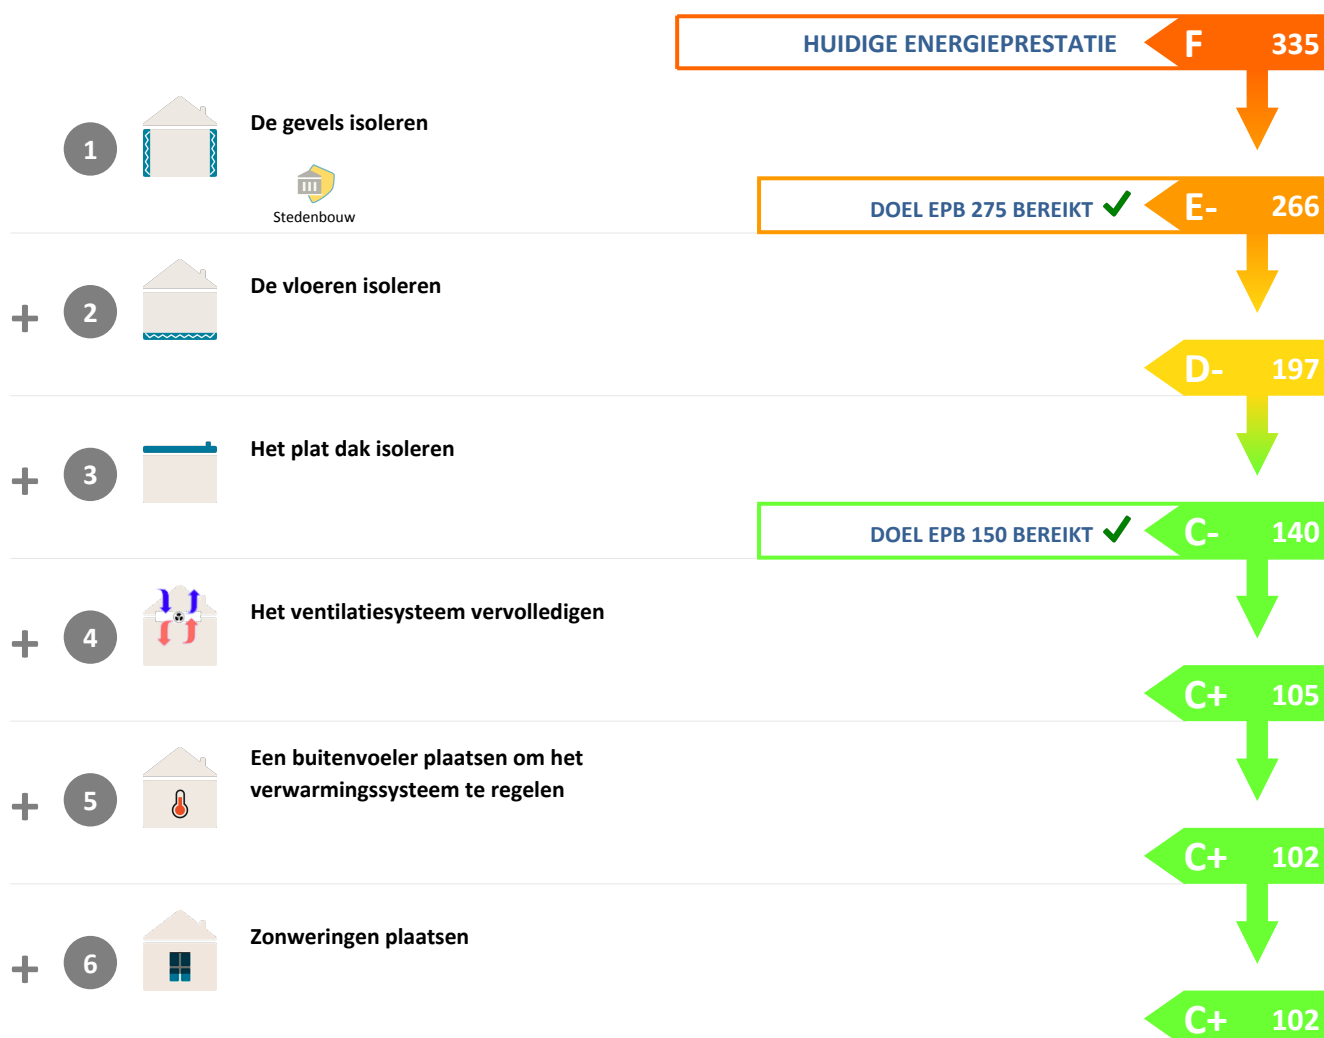 HUIDIGE ENERGIEPRESTATIE F 335
1 De gevels isoleren
Stedenbouw
DOEL EPB 275 BEREIKT E- 266
+ 2 De vloeren isoleren
D- 197
+ 3 Het plat dak isoleren
DOEL EPB 150 BEREIKT C- 140
+ 4 Het ventilatiesysteem vervolledigen
C+ 105
+ 5 Een buitenvoeler plaatsen om het
verwarmingssysteem te regelen
C+ 102
+ 6 Zonweringen plaatsen
C+ 102